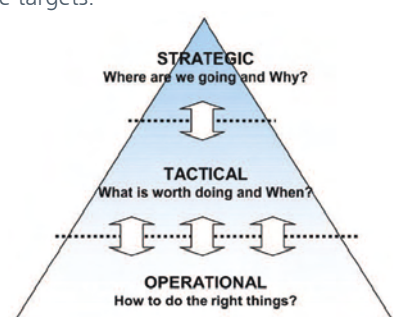 e targets.
STRATEGIC
Where are we going and Why?
TACTICAL
What is worth doing and When?
OPERATIONAL
How to do the right things?